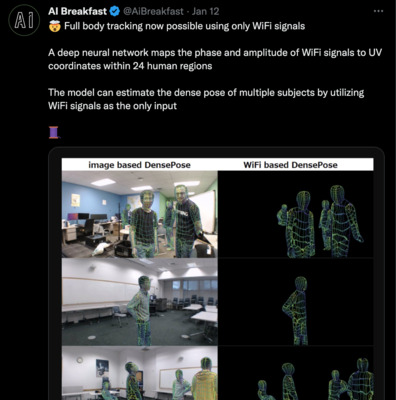 AI
AI Breakfast @AiBreakfast · Jan 12
🤯 Full body tracking now possible using only WiFi signals
A deep neural network maps the phase and amplitude of WiFi signals to UV
coordinates within 24 human regions
The model can estimate the dense pose of multiple subjects by utilizing
WiFi signals as the only input
🧵
image based DensePose WiFi based DensePose